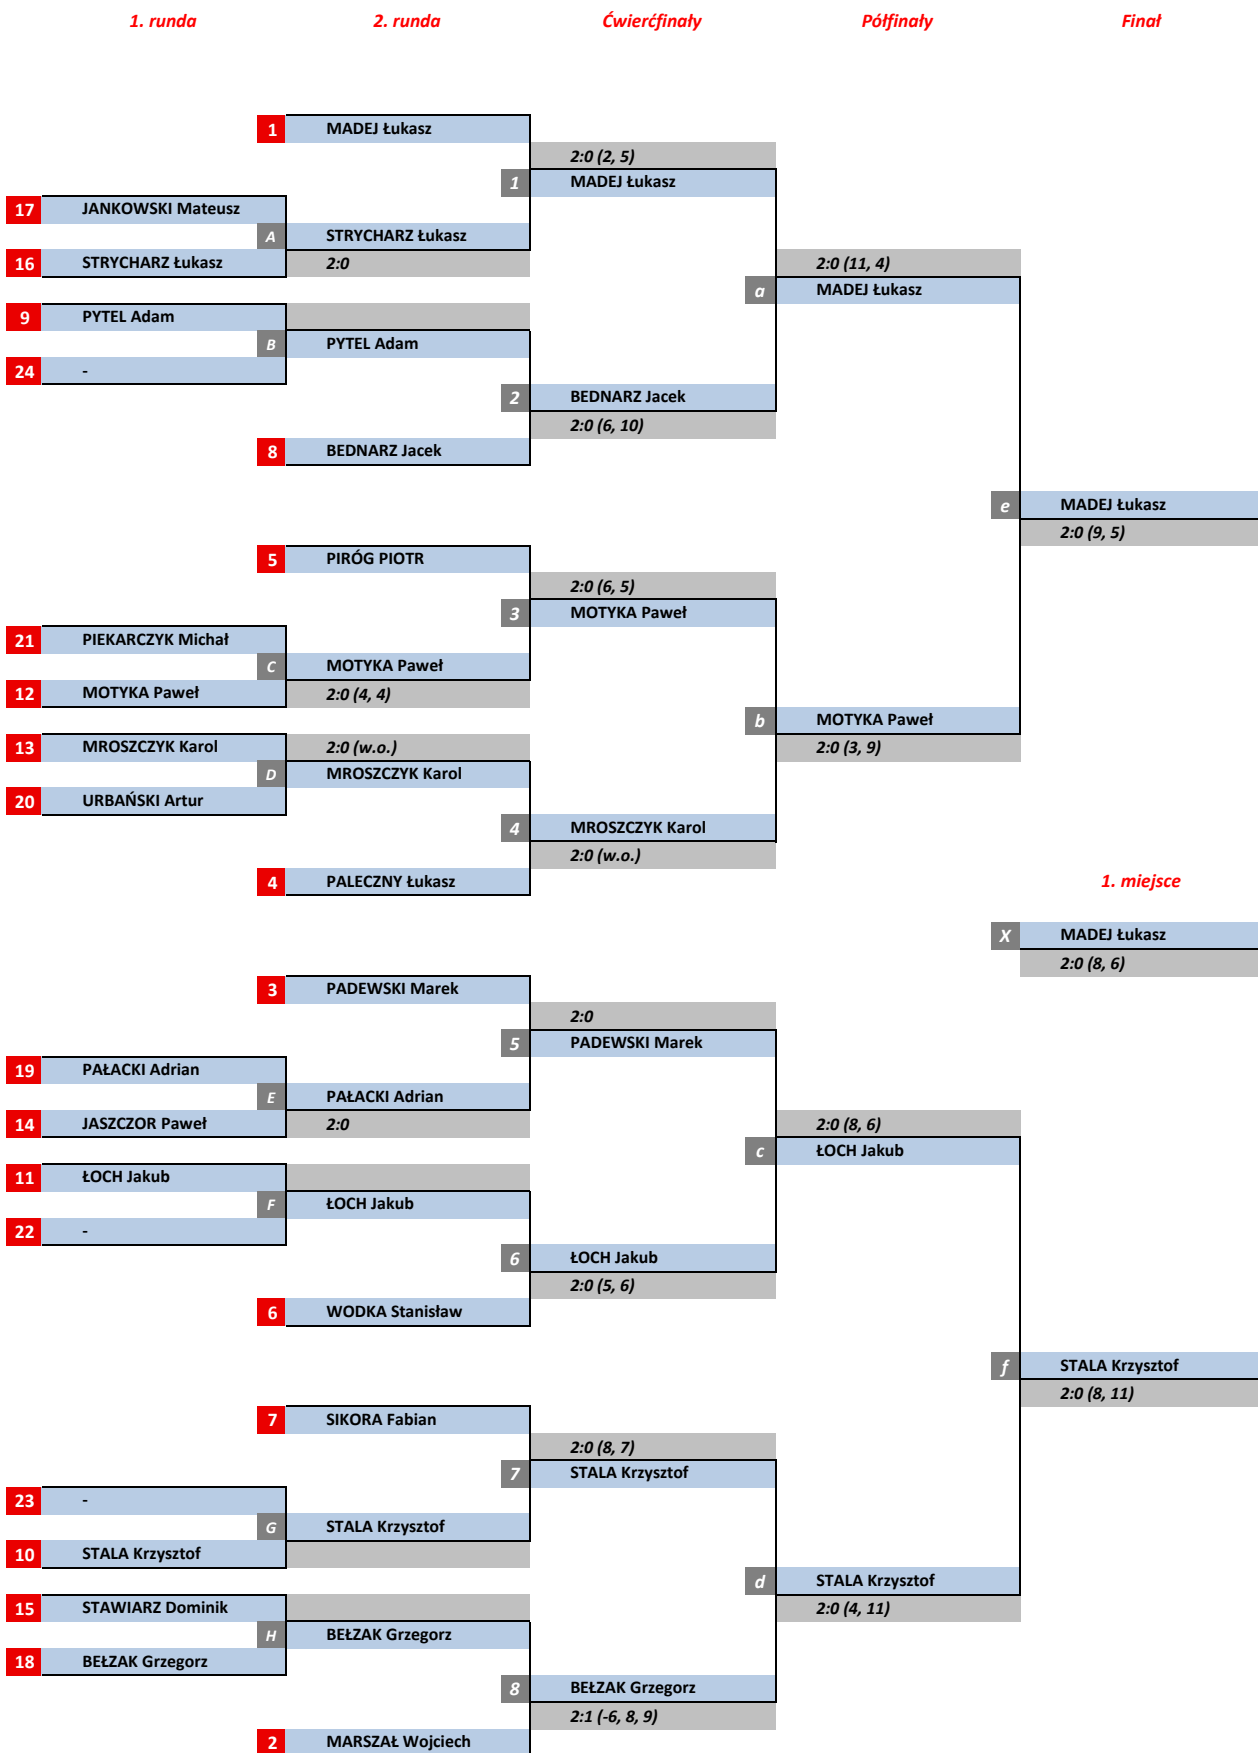 1. runda 2. runda Ćwierćfinały Półfinały Finał
1 MADEJ Łukasz
2:0 (2, 5)
1 MADEJ Łukasz
17 JANKOWSKI Mateusz
A STRYCHARZ Łukasz
16 STRYCHARZ Łukasz 2:0 2:0 (11, 4)
a MADEJ Łukasz
9 PYTEL Adam
B PYTEL Adam
24 -
2 BEDNARZ Jacek
2:0 (6, 10)
8 BEDNARZ Jacek
e MADEJ Łukasz
2:0 (9, 5)
5 PIRÓG PIOTR
2:0 (6, 5)
3 MOTYKA Paweł
21 PIEKARCZYK Michał
C MOTYKA Paweł
12 MOTYKA Paweł 2:0 (4, 4)
b MOTYKA Paweł
13 MROSZCZYK Karol 2:0 (w.o.) 2:0 (3, 9)
D MROSZCZYK Karol
20 URBAŃSKI Artur
4 MROSZCZYK Karol
2:0 (w.o.)
4 PALECZNY Łukasz 1. miejsce
X MADEJ Łukasz
2:0 (8, 6)
3 PADEWSKI Marek
2:0
5 PADEWSKI Marek
19 PAŁACKI Adrian
E PAŁACKI Adrian
14 JASZCZOR Paweł 2:0 2:0 (8, 6)
c ŁOCH Jakub
11 ŁOCH Jakub
F ŁOCH Jakub
22 -
6 ŁOCH Jakub
2:0 (5, 6)
6 WODKA Stanisław
f STALA Krzysztof
2:0 (8, 11)
7 SIKORA Fabian
2:0 (8, 7)
7 STALA Krzysztof
23 -
G STALA Krzysztof
10 STALA Krzysztof
d STALA Krzysztof
15 STAWIARZ Dominik 2:0 (4, 11)
H BEŁZAK Grzegorz
18 BEŁZAK Grzegorz
8 BEŁZAK Grzegorz
2:1 (-6, 8, 9)
2 MARSZAŁ Wojciech